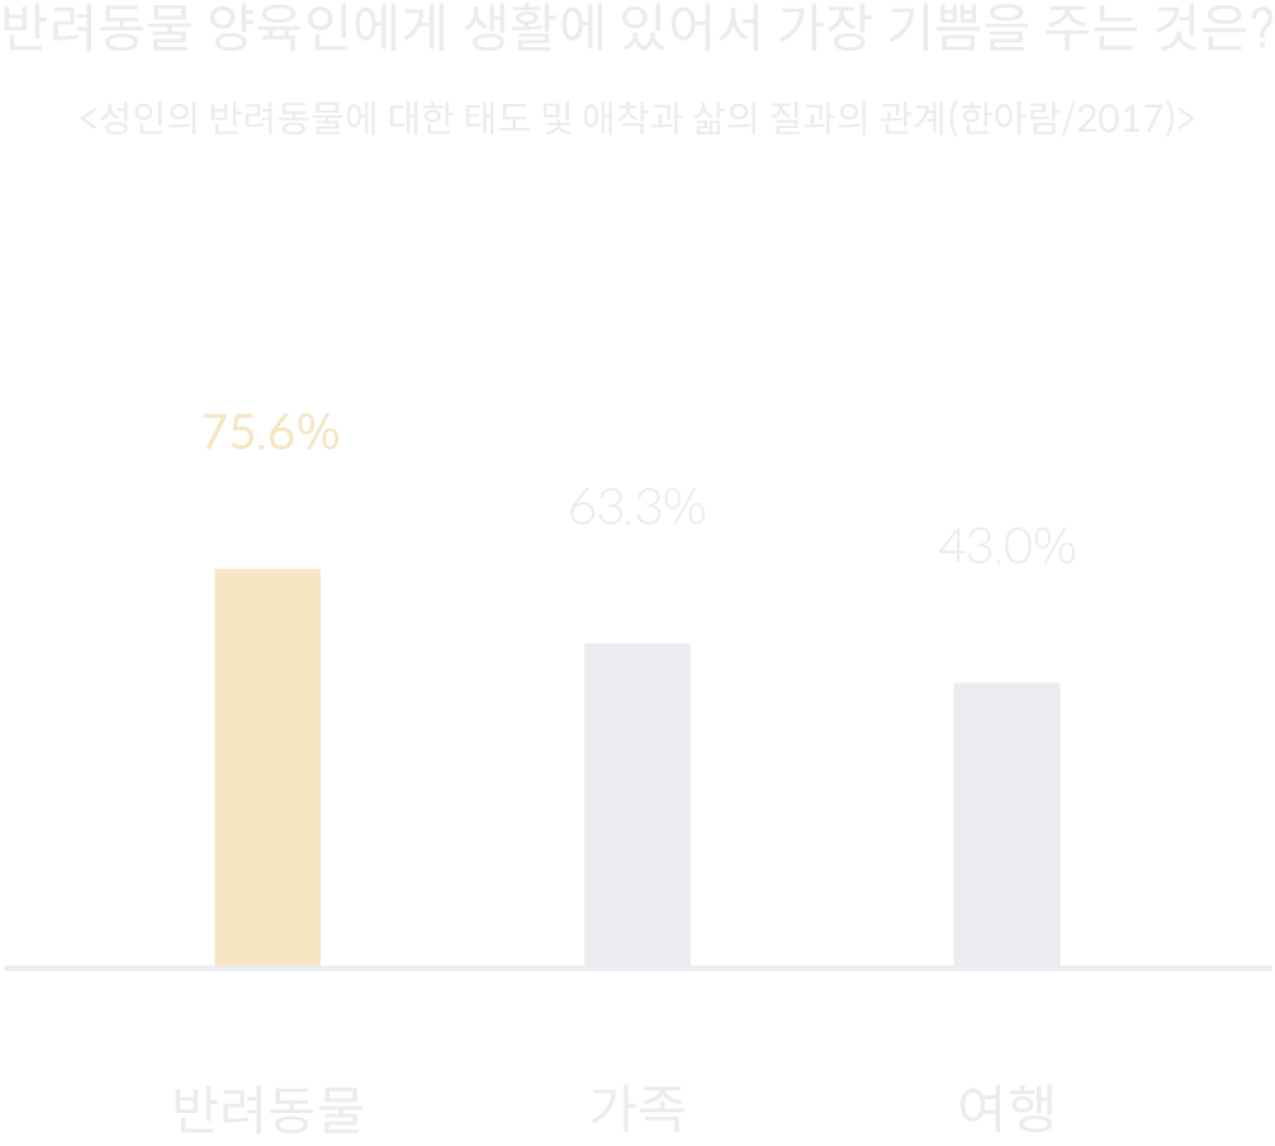 반려동물 양육인에게 생활에 있어서 가장 기쁨을 주는 것은?
<성인의 반려동물에 대한 태도 및 애착과 삶의 질과의 관계(한아람/2017)>
75.6%
63.3%
43.0%
반려동물 가족 여행